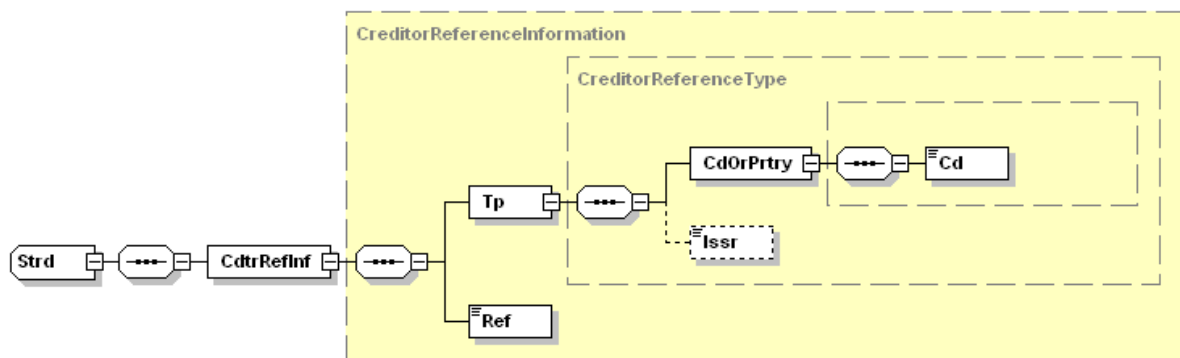 CreditorReferenceInformation
CreditorReferenceType
CdOrPrtry
Cd
Tp
Issr
Strd
CdtrRefInf
Ref